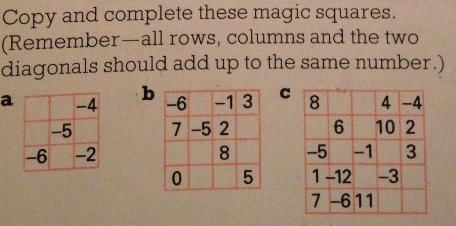 Copy and complete these magic squares.
(Remember—all rows, columns and the two
diagonals should add up to the same number.)
a
-4
-5
-6 -2
b
-6 -1 3
7 -5 2
8
0 5
c
8 4 -4
6 10 2
-5 -1 3
1 -12 -3
7 -6 11